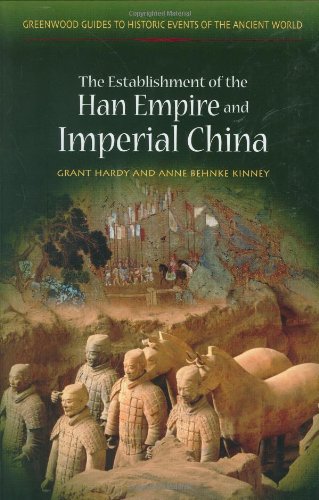 GREENWOOD GUIDES TO HISTORIC EVENTS OF THE ANCIENT WORLD
The Establishment of the
Han Empire and
Imperial China
GRANT HARDY AND ANNE BEHNKE KINNEY